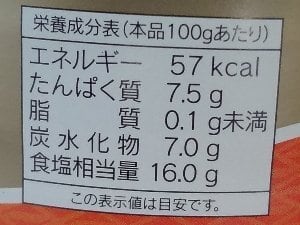 栄養成分表(本品100gあたり)
エネルギー 57 kcal
たんぱく質 7.5 g
脂質 0.1 g未満
炭水化物 7.0 g
食塩相当量 16.0 g
この表示値は目安です。